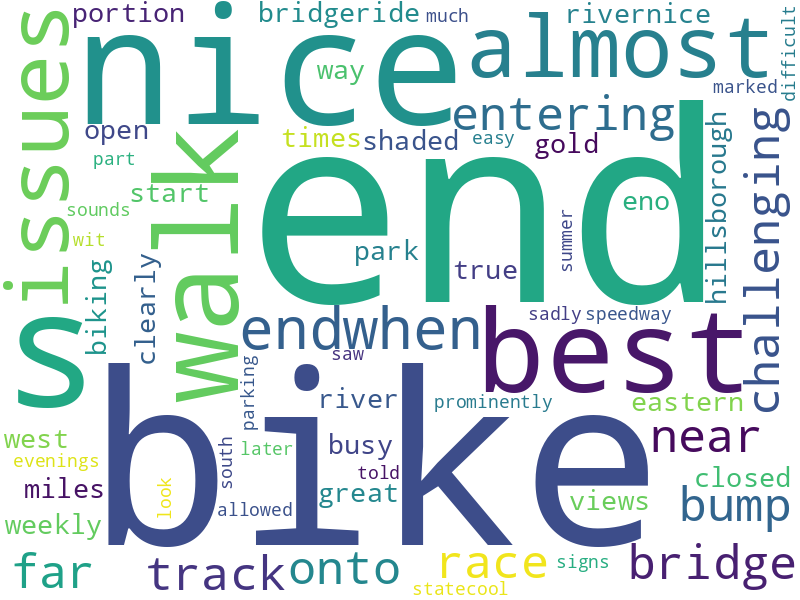 portion
bridgeride
much
rivernice
difficult
issues
nice
way
almost
marked
open
entering
times
shaded
easy
gold
hillsborough
challenging
part
walk
end
start
sounds
eno
wit
park
true
summer
biking
clearly
s
endwhen
sadly
speedway
best
saw
bike
parking
river
prominently
eastern
west
busy
near
evenings
south
later
told
miles
look
great
closed
allowed
views
bump
weekly
far
track
onto
race
signs
bridge
statecool